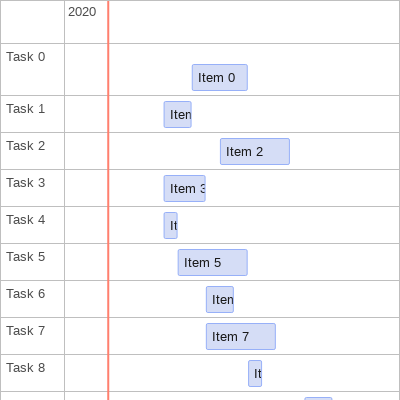 2020
Task 0
Item 0
Task 1
Iten
Task 2
Item 2
Task 3
Item 3
Task 4
It
Task 5
Item 5
Task 6
Iten
Task 7
Item 7
Task 8
It